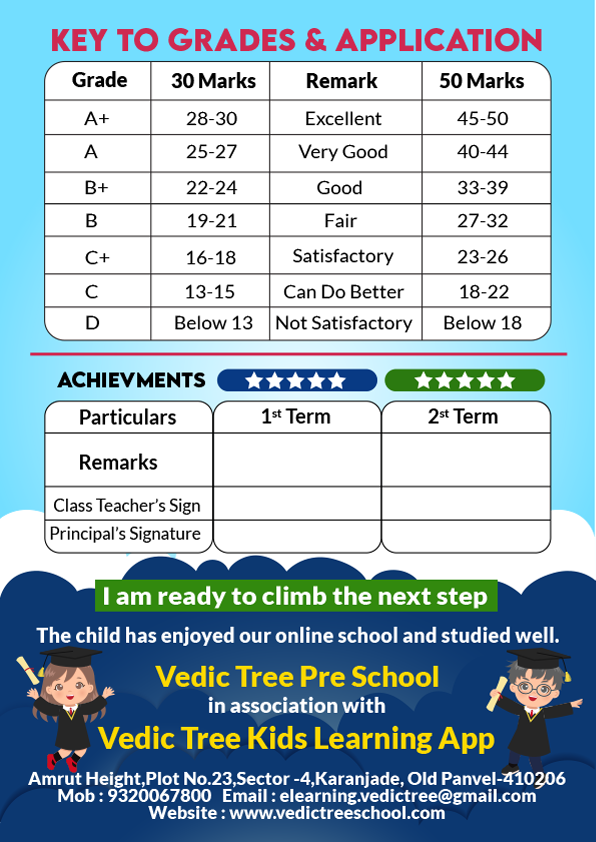 KEY TO GRADES & APPLICATION
Grade 30 Marks Remark 50 Marks
A+ 28-30 Excellent 45-50
A 25-27 Very Good 40-44
B+ 22-24 Good 33-39
B 19-21 Fair 27-32
C+ 16-18 Satisfactory 23-26
C 13-15 Can Do Better 18-22
D Below 13 Not Satisfactory Below 18
ACHIEVMENTS
Particulars 1st Term 2st Term
Remarks
Class Teacher's Sign
Principal's Signature
I am ready to climb the next step
The child has enjoyed our online school and studied well.
Vedic Tree Pre School
in association with
Vedic Tree Kids Learning App
Amrut Height,Plot No.23,Sector -4,Karanjade, Old Panvel-410206
Mob : 9320067800 Email : elearning.vedictree@gmail.com
Website : www.vedictreeschool.com